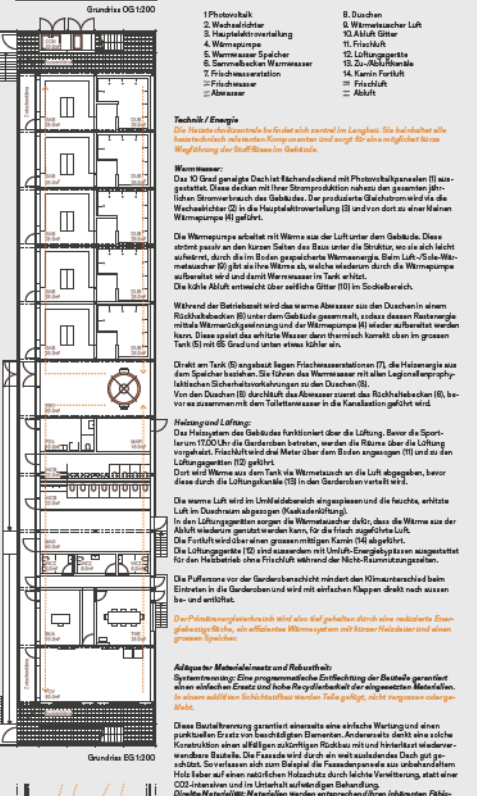 Grundriss OG 1:200
1 Photovoltaik
2. Wechselrichter
3. Hauptelektroverteilung
4. Wärmepumpe
5. Warmwasser Speicher
6. Sammelbecken Warmwasser
7. Frischwasserstation
Frischwasser
Abwasser
8. Duschen
9. Wärmetauscher Luft
10. Abluft Gitter
11. Frischluft
12. Lüftungsgeräte
13. Zu-/Abluftkanäle
14. Kamin Fortluft
Frischluft
Abluft
Technik / Energie
Die Haustechnikzentrale befindet sich zentral im Langbau. Sie beinhaltet alle
haustechnisch relevanten Komponenten und sorgt für eine möglichst kurze
Wegführung der Stoffflüsse im Gebäude.
Warmwasser:
Das 10 Grad geneigte Dach ist flächendeckend mit Photovoltaikpaneelen (1) aus-
gestattet. Diese decken mit ihrer Stromproduktion nahezu den gesamten jähr-
lichen Stromverbrauch des Gebäudes. Der produzierte Gleichstrom wird via die
Wechselrichter (2) in die Hauptelektroverteilung (3) und von dort zu einer kleinen
Wärmepumpe (4) geführt.
Die Wärmepumpe arbeitet mit Wärme aus der Luft unter dem Gebäude. Diese
strömt passiv an den kurzen Seiten des Baus unter die Struktur, wo sie sich leicht
aufwärmt, durch die im Boden gespeicherte Wärmeenergie. Beim Luft-/Sole-Wär-
metauscher (9) gibt sie ihre Wärme ab, welche wiederum durch die Wärmepumpe
aufbereitet wird und damit Warmwasser im Tank erhitzt.
Die kühle Abluft entweicht über seitliche Gitter (10) im Sockelbereich.
Während der Betriebszeit wird das warme Abwasser aus den Duschen in einem
Rückhaltebecken (6) unter dem Gebäude gesammelt, sodass dessen Restenergie
mittels Wärmerückgewinnung und der Wärmepumpe (4) wieder aufbereitet werden
kann. Diese speist das erhitzte Wasser dann thermisch korrekt oben im grossen
Tank (5) mit 65 Grad und unten etwas kühler ein.
Direkt am Tank (5) angebaut liegen Frischwasserstationen (7), die Heizenergie aus
dem Speicher beziehen. Sie führen das Warmwasser mit allen Legionellenprophy-
laktischen Sicherheitsvorkehrungen zu den Duschen (8).
Von den Duschen (8) durchläuft das Abwasser zuerst das Rückhaltebecken (6), be-
vor es zusammen mit dem Toilettenwasser in die Kanalisation geführt wird.
Heizung und Lüftung:
Das Heizsystem des Gebäudes funktioniert über die Lüftung. Bevor die Sport-
ler um 17.00 Uhr die Garderoben betreten, werden die Räume über die Lüftung
vorgeheizt. Frischluft wird drei Meter über dem Boden angesogen (11) und zu den
Lüftungsgeräten (12) geführt.
Dort wird Wärme aus dem Tank via Wärmetausch an die Luft abgegeben, bevor
diese durch die Lüftungskanäle (13) in den Garderoben verteilt wird.
Die warme Luft wird im Umkleidebereich eingespiesen und die feuchte, erhitzte
Luft im Duschraum abgezogen (Kaskadenlüftung).
In den Lüftungsgeräten sorgen die Wärmetauscher dafür, dass die Wärme aus der
Abluft wiederum genutzt werden kann, für die frisch zugeführte Luft.
Die Fortluft wird über einen grossen mittigen Kamin (14) abgeführt.
Die Lüftungsgeräte (12) sind ausserdem mit Umluft-Energiebypässen ausgestattet
für den Heizbetrieb ohne Frischluft während der Nicht-Raumnutzungszeiten.
Die Pufferzone vor der Garderobenschicht mindert den Klimaunterschied beim
Eintreten in die Garderoben und wird mit einfachen Klappen direkt nach aussen
be- und entlüftet.
Der Primärenergieverbrauch wird also tief gehalten durch eine reduzierte Ener-
giebezugsfläche, ein effizientes Wärmesystem mit kurzer Heizdauer und einen
grossen Speicher.
Adäquater Materialeinsatz und Robustheit:
Systemtrennung: Eine programmatische Entflechtung der Bauteile garantiert
einen einfachen Ersatz und hohe Recyclierbarkeit der eingesetzten Materialien.
In einem additiven Schichtaufbau werden Teile gefügt, nicht vergossen oder ge-
klebt.
Diese Bauteiltrennung garantiert einerseits eine einfache Wartung und einen
punktuellen Ersatz von beschädigten Elementen. Anderenseits denkt eine solche
Konstruktion einen allfälligen zukünftigen Rückbau mit und hinterlässt wiederver-
wendbare Bauteile. Die Fassade wird durch ein weit ausladendes Dach gut ge-
schützt. So verlassen sich zum Beispiel die Fassadenpaneele aus unbehandeltem
Holz lieber auf einen natürlichen Holzschutz durch leichte Verwitterung, statt einer
CO2-intensiven und im Unterhalt aufwändigen Behandlung.
Direkte Materialität: Materialien werden entsprechend ihren inhärenten Fähig-
Grundriss EG 1:200